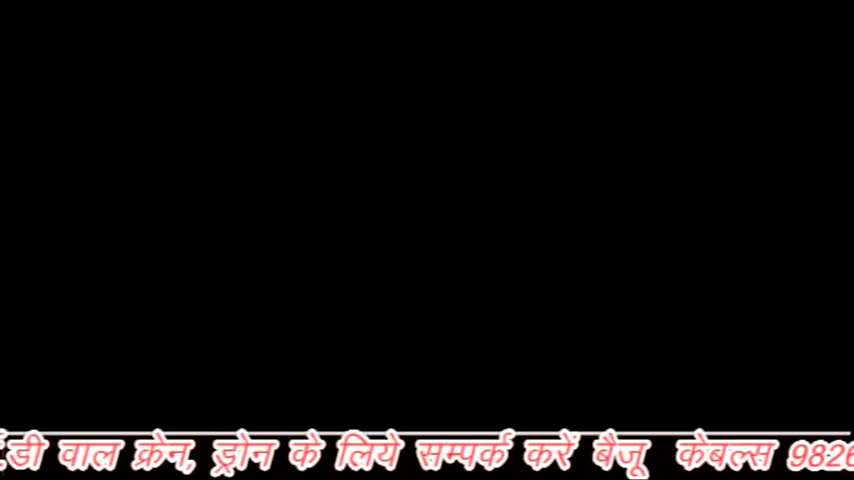 .डी वाल क्रेन, ड्रोन के लिये सम्पर्क करें बैजू केबल्स 9826